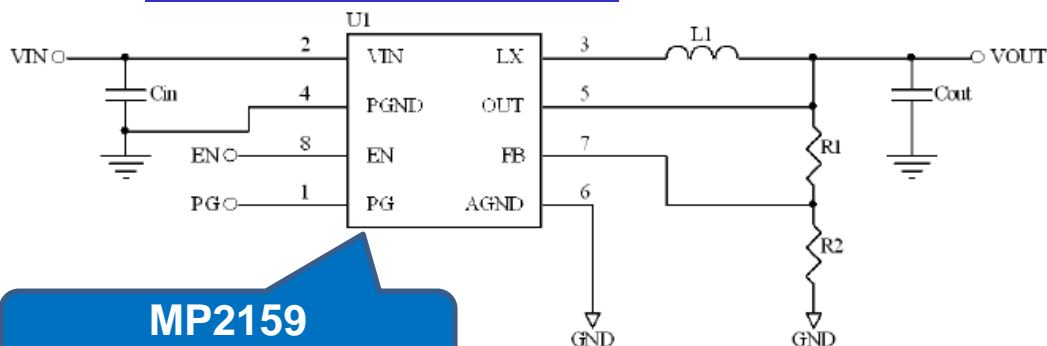 U1
VIN 2 VIN LX 3 L1 VOUT
Cin 4 PGND OUT 5 Cout
EN 8 EN FB 7 R1
PG 1 PG AGND 6
R2
MP2159
GND GND